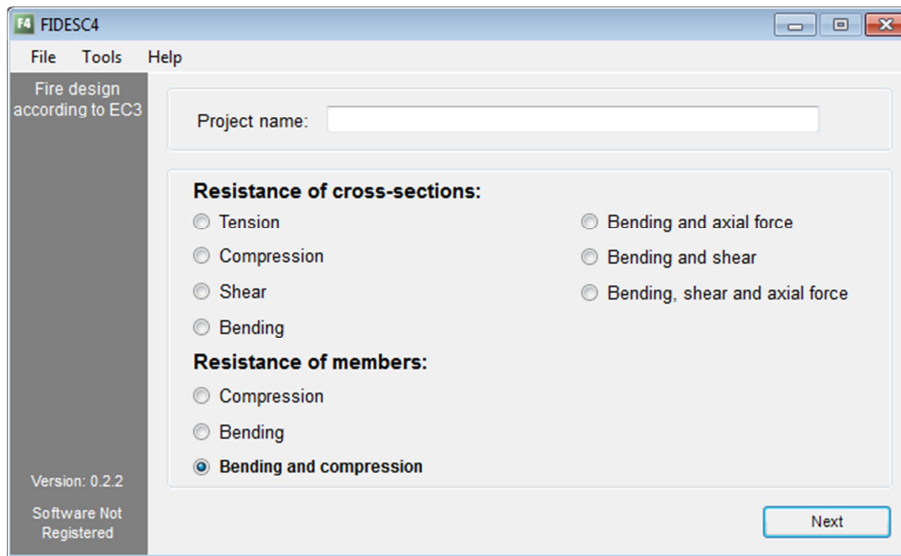 F4 FIDESC4
File Tools Help
Fire design
according to EC3
Project name:
Resistance of cross-sections:
Tension
Compression
Shear
Bending
Bending and axial force
Bending and shear
Bending, shear and axial force
Resistance of members:
Compression
Bending
Bending and compression
Version: 0.2.2
Software Not
Registered
Next